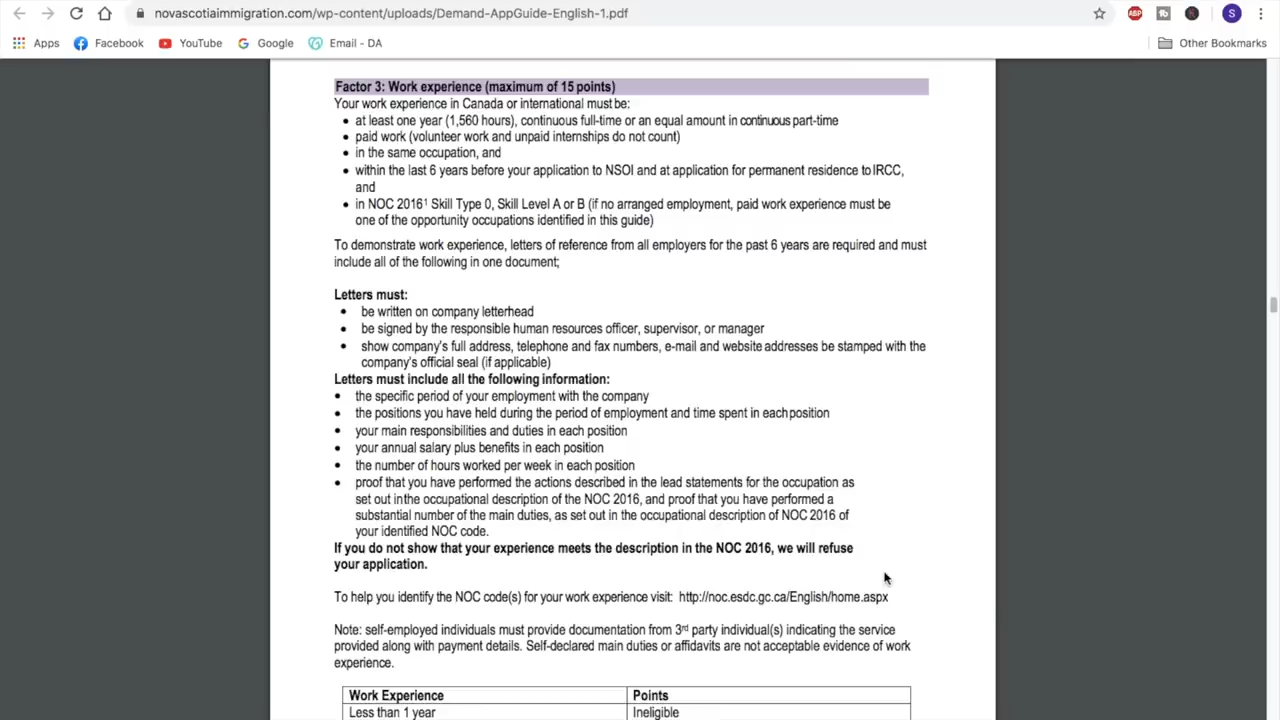 novascotiaimmigration.com/wp-content/uploads/Demand-AppGuide-English-1.pdf
ABP
S
Apps Facebook YouTube Google Email - DA Other Bookmarks
Factor 3: Work experience (maximum of 15 points)
Your work experience in Canada or international must be:
• at least one year (1,560 hours), continuous full-time or an equal amount in continuous part-time
• paid work (volunteer work and unpaid internships do not count)
• in the same occupation, and
• within the last 6 years before your application to NSOI and at application for permanent residence to IRCC,
and
• in NOC 2016¹ Skill Type 0, Skill Level A or B (if no arranged employment, paid work experience must be
one of the opportunity occupations identified in this guide)
To demonstrate work experience, letters of reference from all employers for the past 6 years are required and must
include all of the following in one document;
Letters must:
• be written on company letterhead
• be signed by the responsible human resources officer, supervisor, or manager
• show company's full address, telephone and fax numbers, e-mail and website addresses be stamped with the
company's official seal (if applicable)
Letters must include all the following information:
• the specific period of your employment with the company
• the positions you have held during the period of employment and time spent in each position
• your main responsibilities and duties in each position
• your annual salary plus benefits in each position
• the number of hours worked per week in each position
• proof that you have performed the actions described in the lead statements for the occupation as
set out in the occupational description of the NOC 2016, and proof that you have performed a
substantial number of the main duties, as set out in the occupational description of NOC 2016 of
your identified NOC code.
If you do not show that your experience meets the description in the NOC 2016, we will refuse
your application.
To help you identify the NOC code(s) for your work experience visit: http://noc.esdc.gc.ca/English/home.aspx
Note: self-employed individuals must provide documentation from 3rd party individual(s) indicating the service
provided along with payment details. Self-declared main duties or affidavits are not acceptable evidence of work
experience.
Work Experience Points
Less than 1 year Ineligible